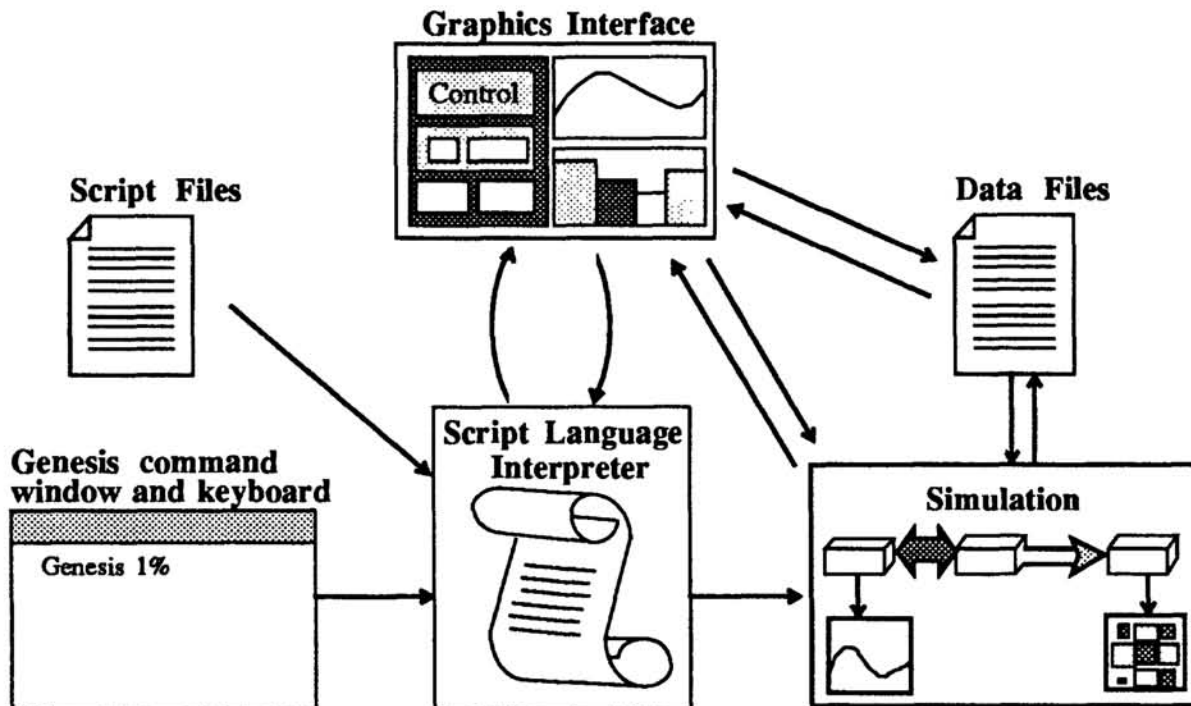 Graphics Interface
Control
Script Files
Data Files
Script Language
Interpreter
Genesis command
window and keyboard
Genesis 1%
Simulation